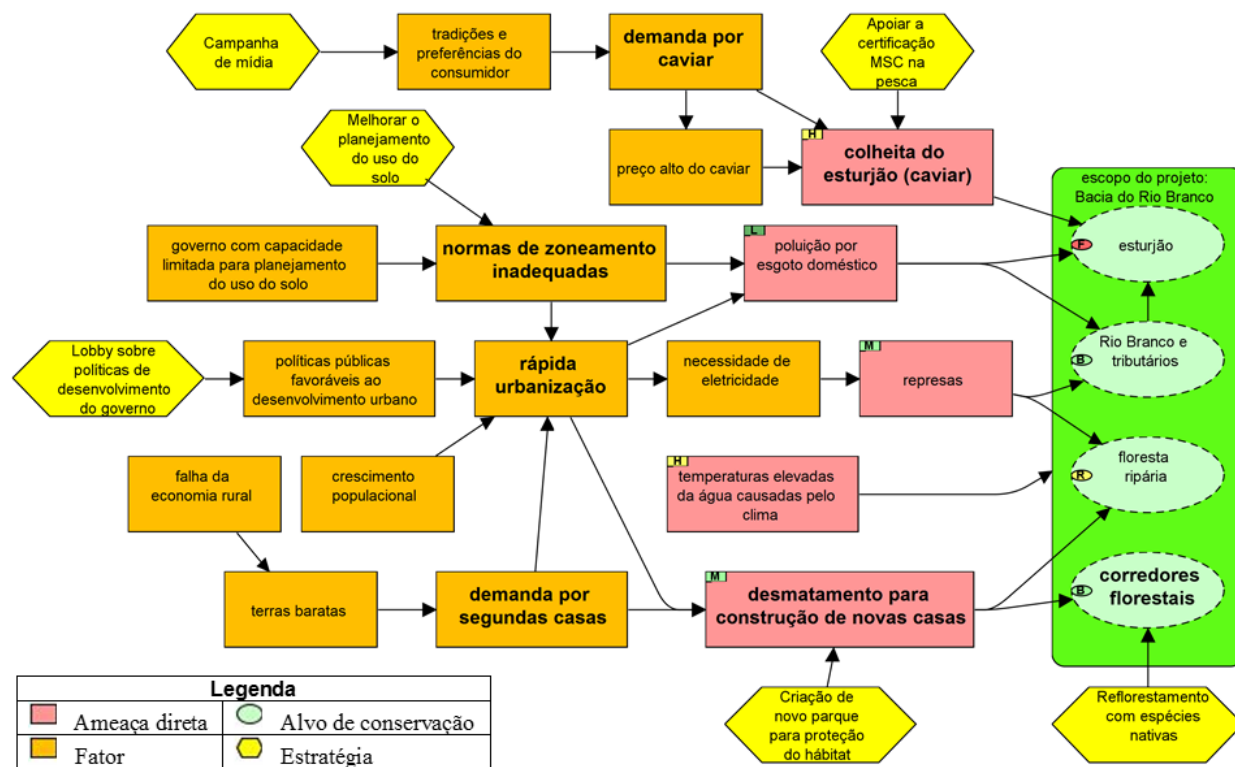 Campanha
de mídia
tradições e
preferências do
consumidor
demanda por
caviar
Apoiar a
certificação
MSC na
pesca
Melhorar o
planejamento
do uso do
solo
preço alto do caviar
H
colheita do
esturjão (caviar)
escopo do projeto:
Bacia do Rio Branco
F
esturjão
governo com capacidade
limitada para planejamento
do uso do solo
normas de zoneamento
inadequadas
L
poluição por
esgoto doméstico
Lobby sobre
políticas de
desenvolvimento
do governo
políticas públicas
favoráveis ao
desenvolvimento urbano
rápida
urbanização
necessidade de
eletricidade
M
represas
B
Rio Branco e
tributários
falha da
economia rural
crescimento
populacional
H
temperaturas elevadas
da água causadas pelo
clima
R
floresta
ripária
terras baratas
demanda por
segundas casas
M
desmatamento para
construção de novas casas
B
corredores
florestais
Criação de
novo parque
para proteção
do hábitat
Reflorestamento
com espécies
nativas
Legenda
Ameaça direta
Alvo de conservação
Fator
Estratégia